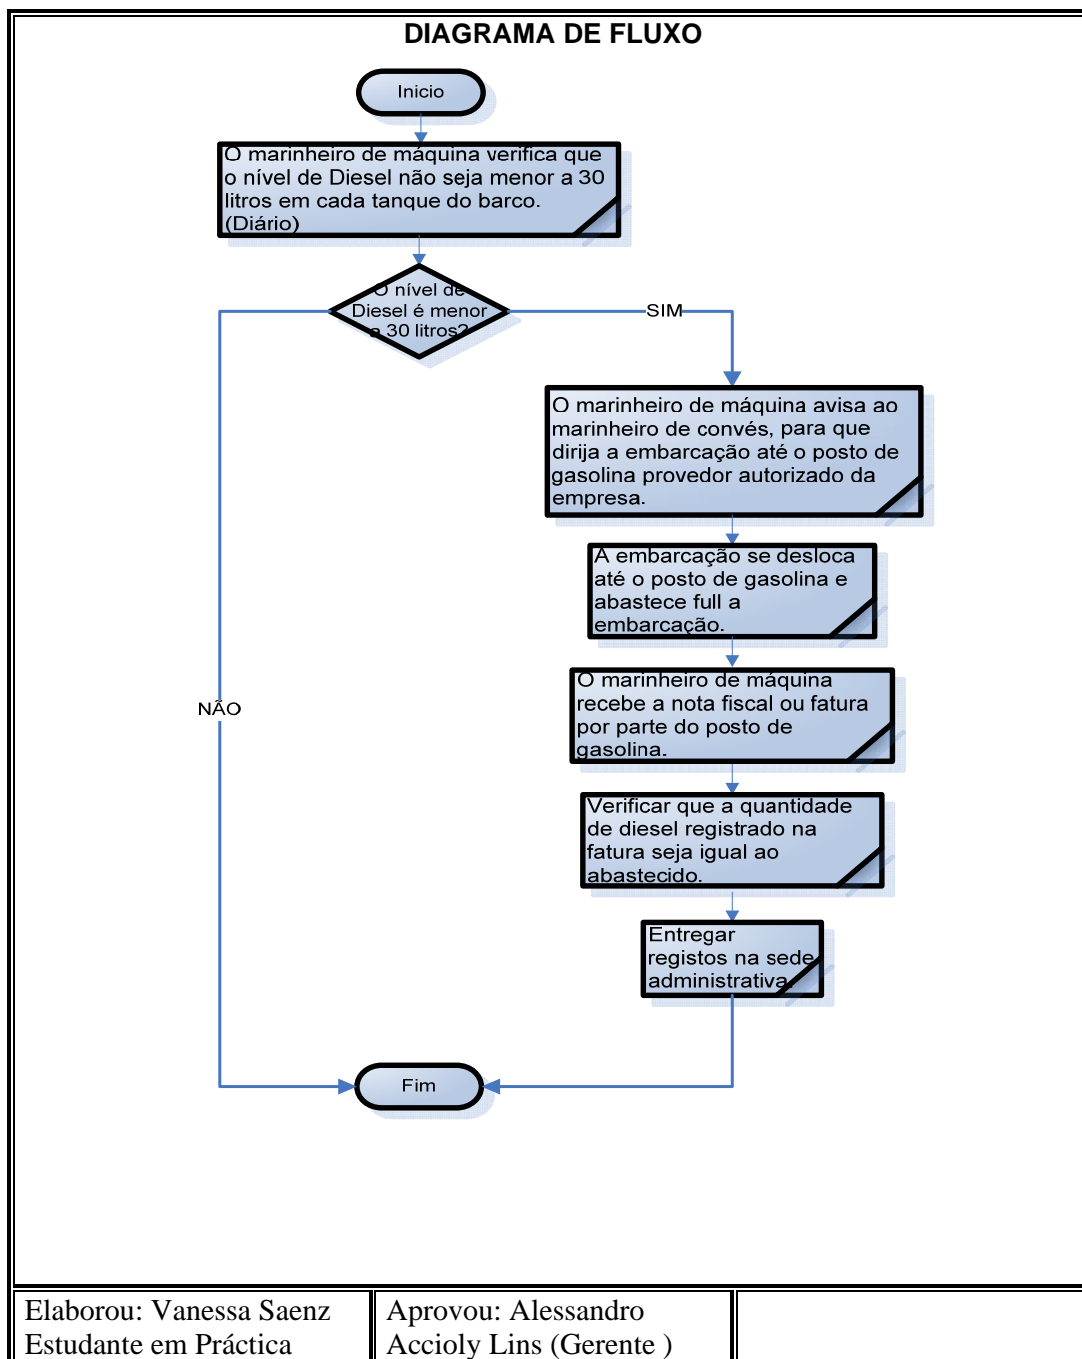 DIAGRAMA DE FLUXO
Inicio
O marinheiro de máquina verifica que
o nível de Diesel não seja menor a 30
litros em cada tanque do barco.
(Diário)
O nível de
Diesel é menor
a 30 litros?
SIM
O marinheiro de máquina avisa ao
marinheiro de convés, para que
dirija a embarcação até o posto de
gasolina provedor autorizado da
empresa.
A embarcação se desloca
até o posto de gasolina e
abastece full a
embarcação.
O marinheiro de máquina
recebe a nota fiscal ou fatura
por parte do posto de
gasolina.
NÃO
Verificar que a quantidade
de diesel registrado na
fatura seja igual ao
abastecido.
Entregar
registos na sede
administrativa.
Fim
Elaborou: Vanessa Saenz
Estudante em Práctica
Aprovou: Alessandro
Accioly Lins (Gerente )